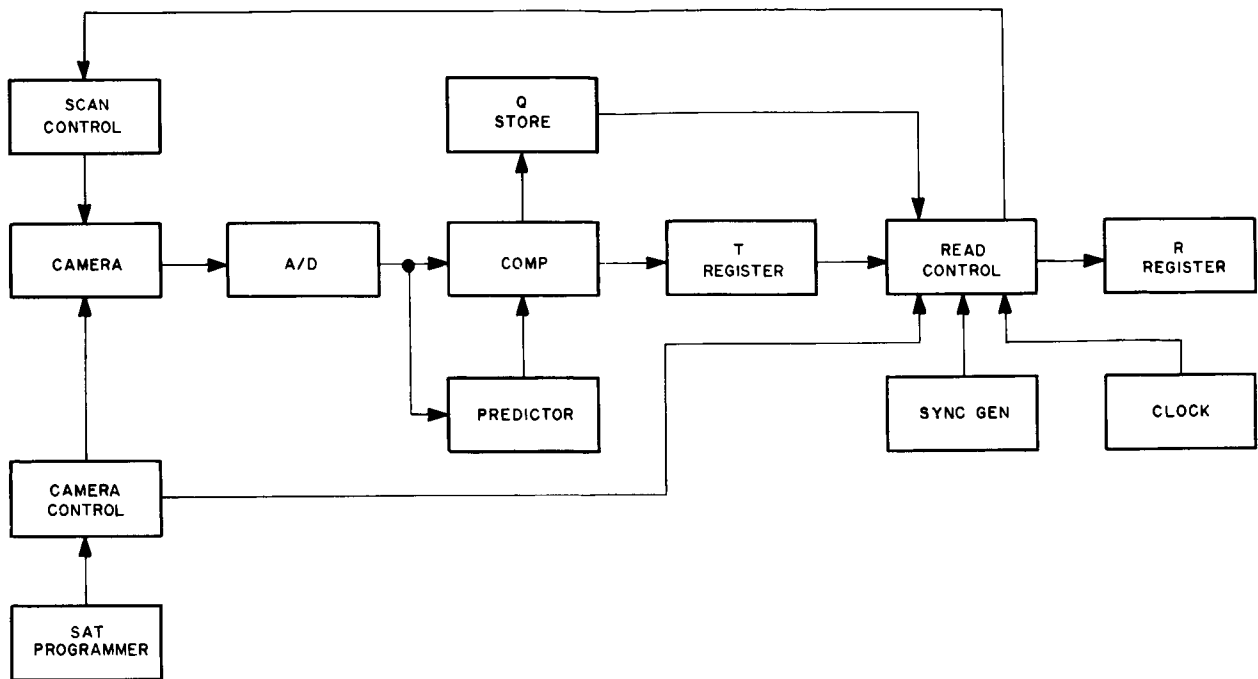 SCAN
CONTROL
Q
STORE
CAMERA
A/D
COMP
T
REGISTER
READ
CONTROL
R
REGISTER
PREDICTOR
SYNC GEN
CLOCK
CAMERA
CONTROL
SAT
PROGRAMMER